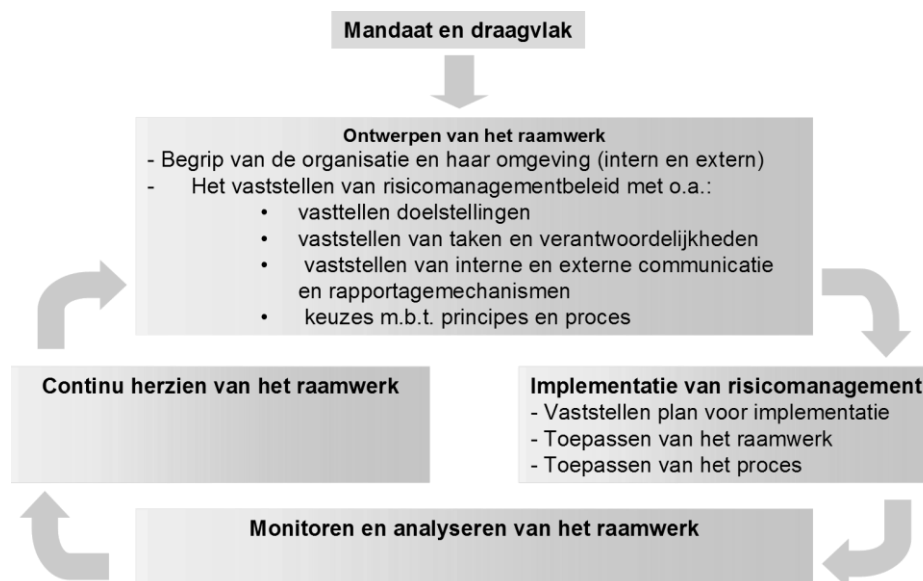 Mandaat en draagvlak
Ontwerpen van het raamwerk
- Begrip van de organisatie en haar omgeving (intern en extern)
- Het vaststellen van risicomanagementbeleid met o.a.:
• vasttellen doelstellingen
• vaststellen van taken en verantwoordelijkheden
• vaststellen van interne en externe communicatie
en rapportagemechanismen
• keuzes m.b.t. principes en proces
Continu herzien van het raamwerk
Implementatie van risicomanagement
- Vaststellen plan voor implementatie
- Toepassen van het raamwerk
- Toepassen van het proces
Monitoren en analyseren van het raamwerk